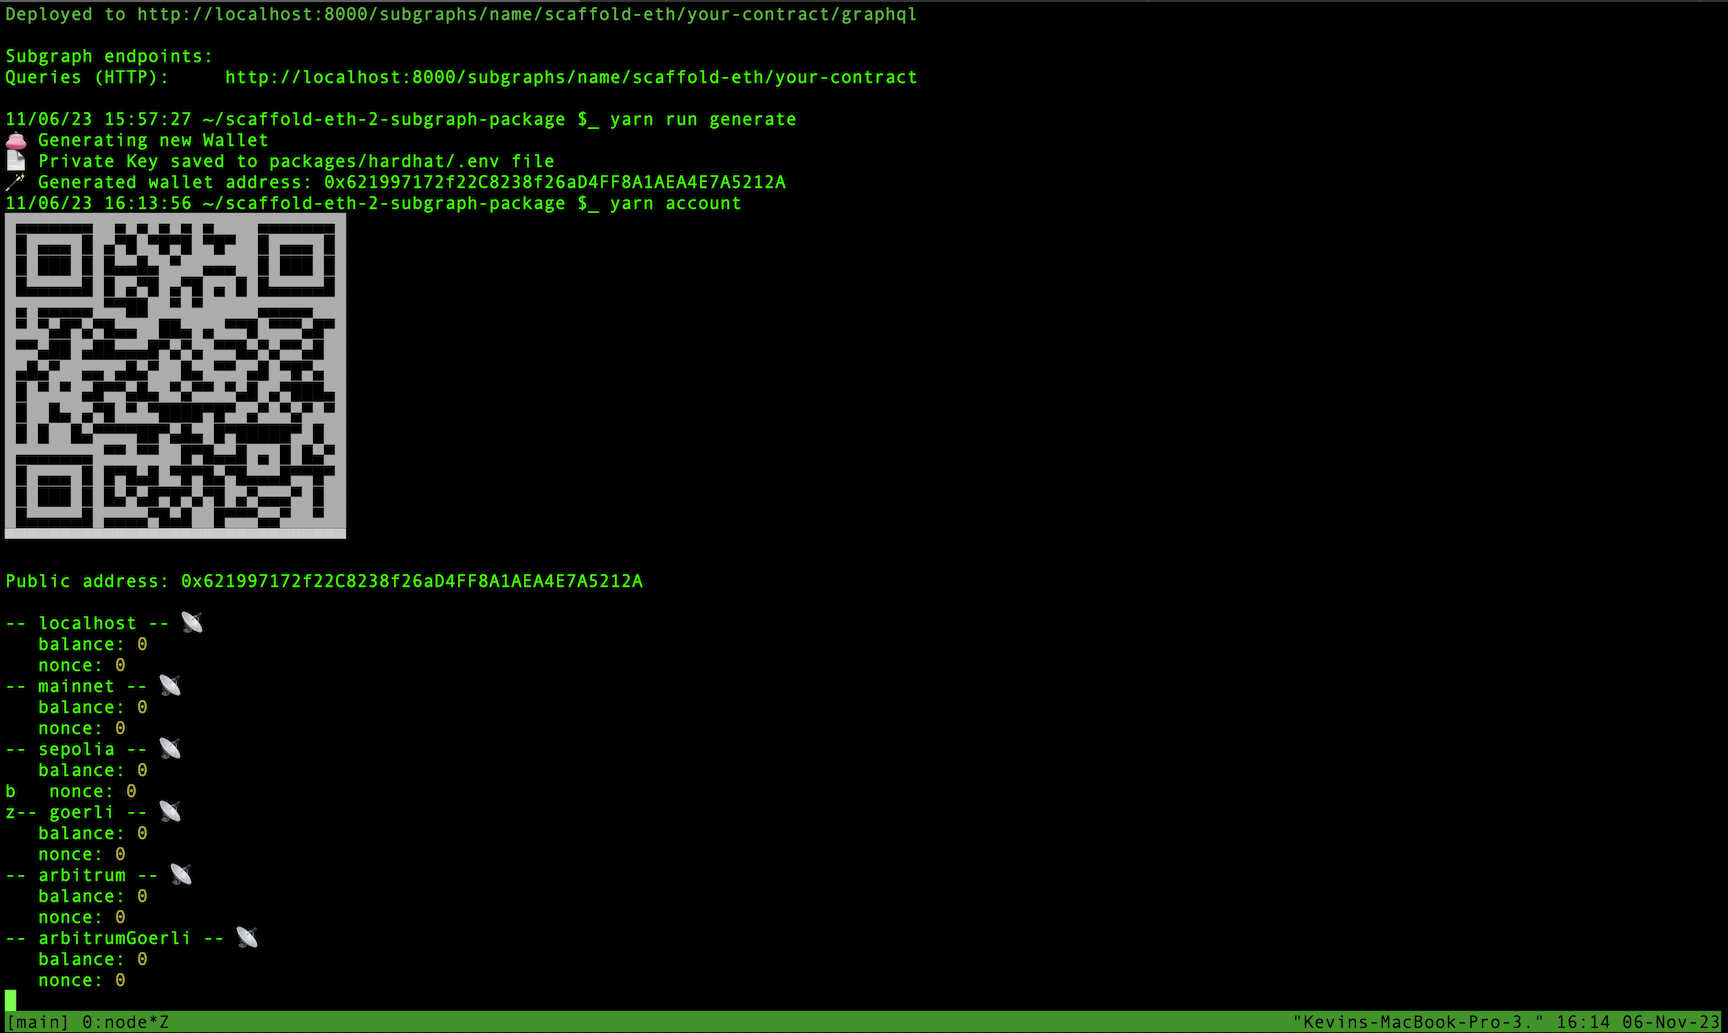 Deployed to http://localhost:8000/subgraphs/name/scaffold-eth/your-contract/graphql
Subgraph endpoints:
Queries (HTTP):     http://localhost:8000/subgraphs/name/scaffold-eth/your-contract
11/06/23 15:57:27 ~/scaffold-eth-2-subgraph-package $_ yarn run generate
Generating new Wallet
Private Key saved to packages/hardhat/.env file
Generated wallet address: 0x621997172f22C8238f26aD4FF8A1AEA4E7A5212A
11/06/23 16:13:56 ~/scaffold-eth-2-subgraph-package $_ yarn account
Public address: 0x621997172f22C8238f26aD4FF8A1AEA4E7A5212A
-- localhost --
   balance: 0
   nonce: 0
-- mainnet --
   balance: 0
   nonce: 0
-- sepolia --
   balance: 0
b   nonce: 0
z-- goerli --
   balance: 0
   nonce: 0
-- arbitrum --
   balance: 0
   nonce: 0
-- arbitrumGoerli --
   balance: 0
   nonce: 0
[main] 0:node*Z "Kevins-MacBook-Pro-3." 16:14 06-Nov-23